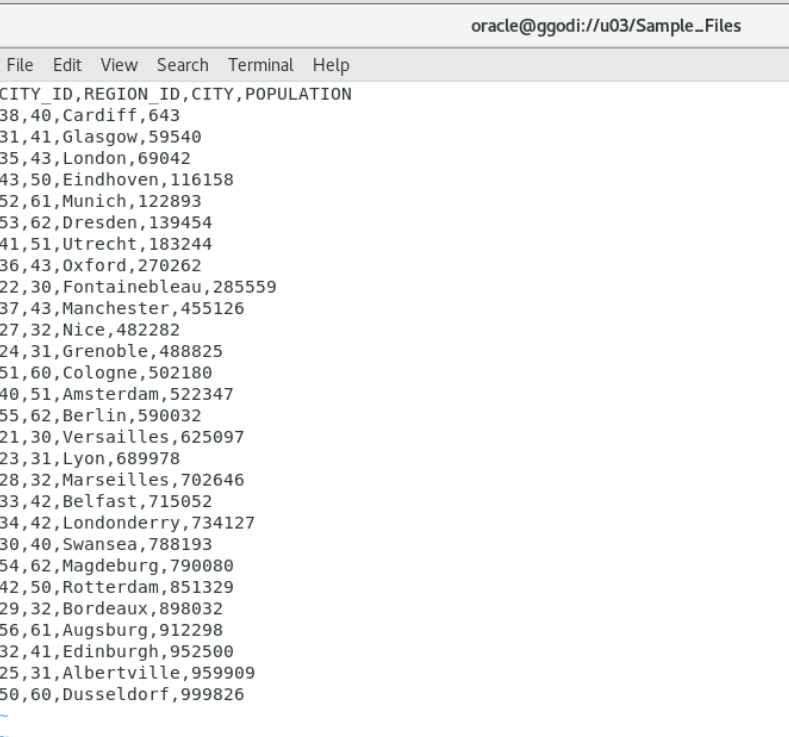 oracle@ggodi://u03/Sample_Files
File Edit View Search Terminal Help
CITY_ID,REGION_ID,CITY,POPULATION
38,40,Cardiff,643
31,41,Glasgow,59540
35,43,London,69042
43,50,Eindhoven,116158
52,61,Munich,122893
53,62,Dresden,139454
41,51,Utrecht,183244
36,43,Oxford,270262
22,30,Fontainebleau,285559
37,43,Manchester,455126
27,32,Nice,482282
24,31,Grenoble,488825
51,60,Cologne,502180
40,51,Amsterdam,522347
55,62,Berlin,590032
21,30,Versailles,625097
23,31,Lyon,689978
28,32,Marseilles,702646
33,42,Belfast,715052
34,42,Londonderry,734127
30,40,Swansea,788193
54,62,Magdeburg,790080
42,50,Rotterdam,851329
29,32,Bordeaux,898032
56,61,Augsburg,912298
32,41,Edinburgh,952500
25,31,Albertville,959909
50,60,Dusseldorf,999826
~
~